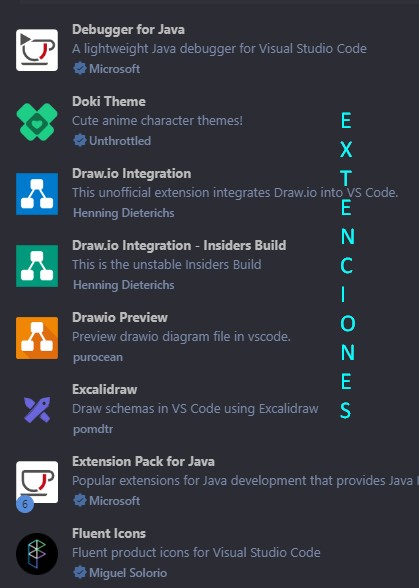 Debugger for Java
A lightweight Java debugger for Visual Studio Code
Microsoft
Doki Theme
Cute anime character themes!
Unthrottled
Draw.io Integration
This unofficial extension integrates Draw.io into VS Code.
Henning Dieterichs
Draw.io Integration - Insiders Build
This is the unstable Insiders Build
Henning Dieterichs
Drawio Preview
Preview drawio diagram file in vscode.
purocean
Excalidraw
Draw schemas in VS Code using Excalidraw
pomdtr
Extension Pack for Java
Popular extensions for Java development that provides Java
6
Microsoft
Fluent Icons
Fluent product icons for Visual Studio Code
Miguel Solorio
EXTENCIONES